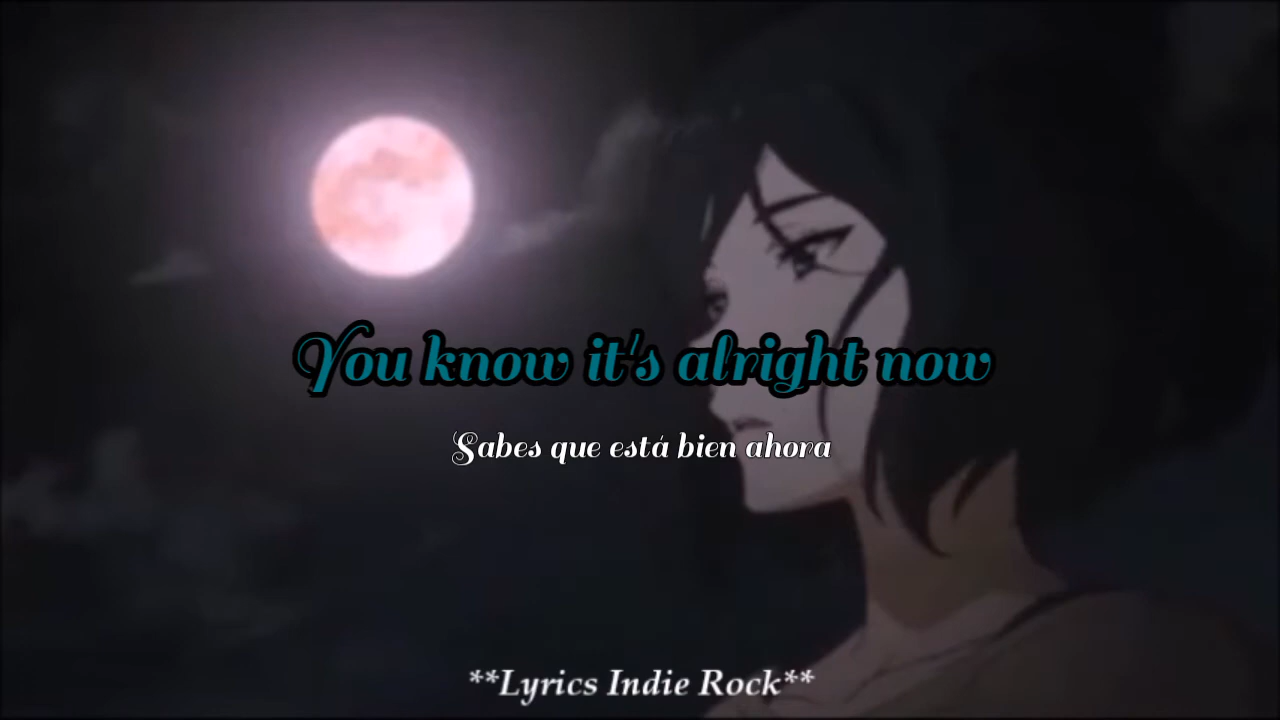 You know it's alright now
Sabes que está bien ahora
**Lyrics Indie Rock**